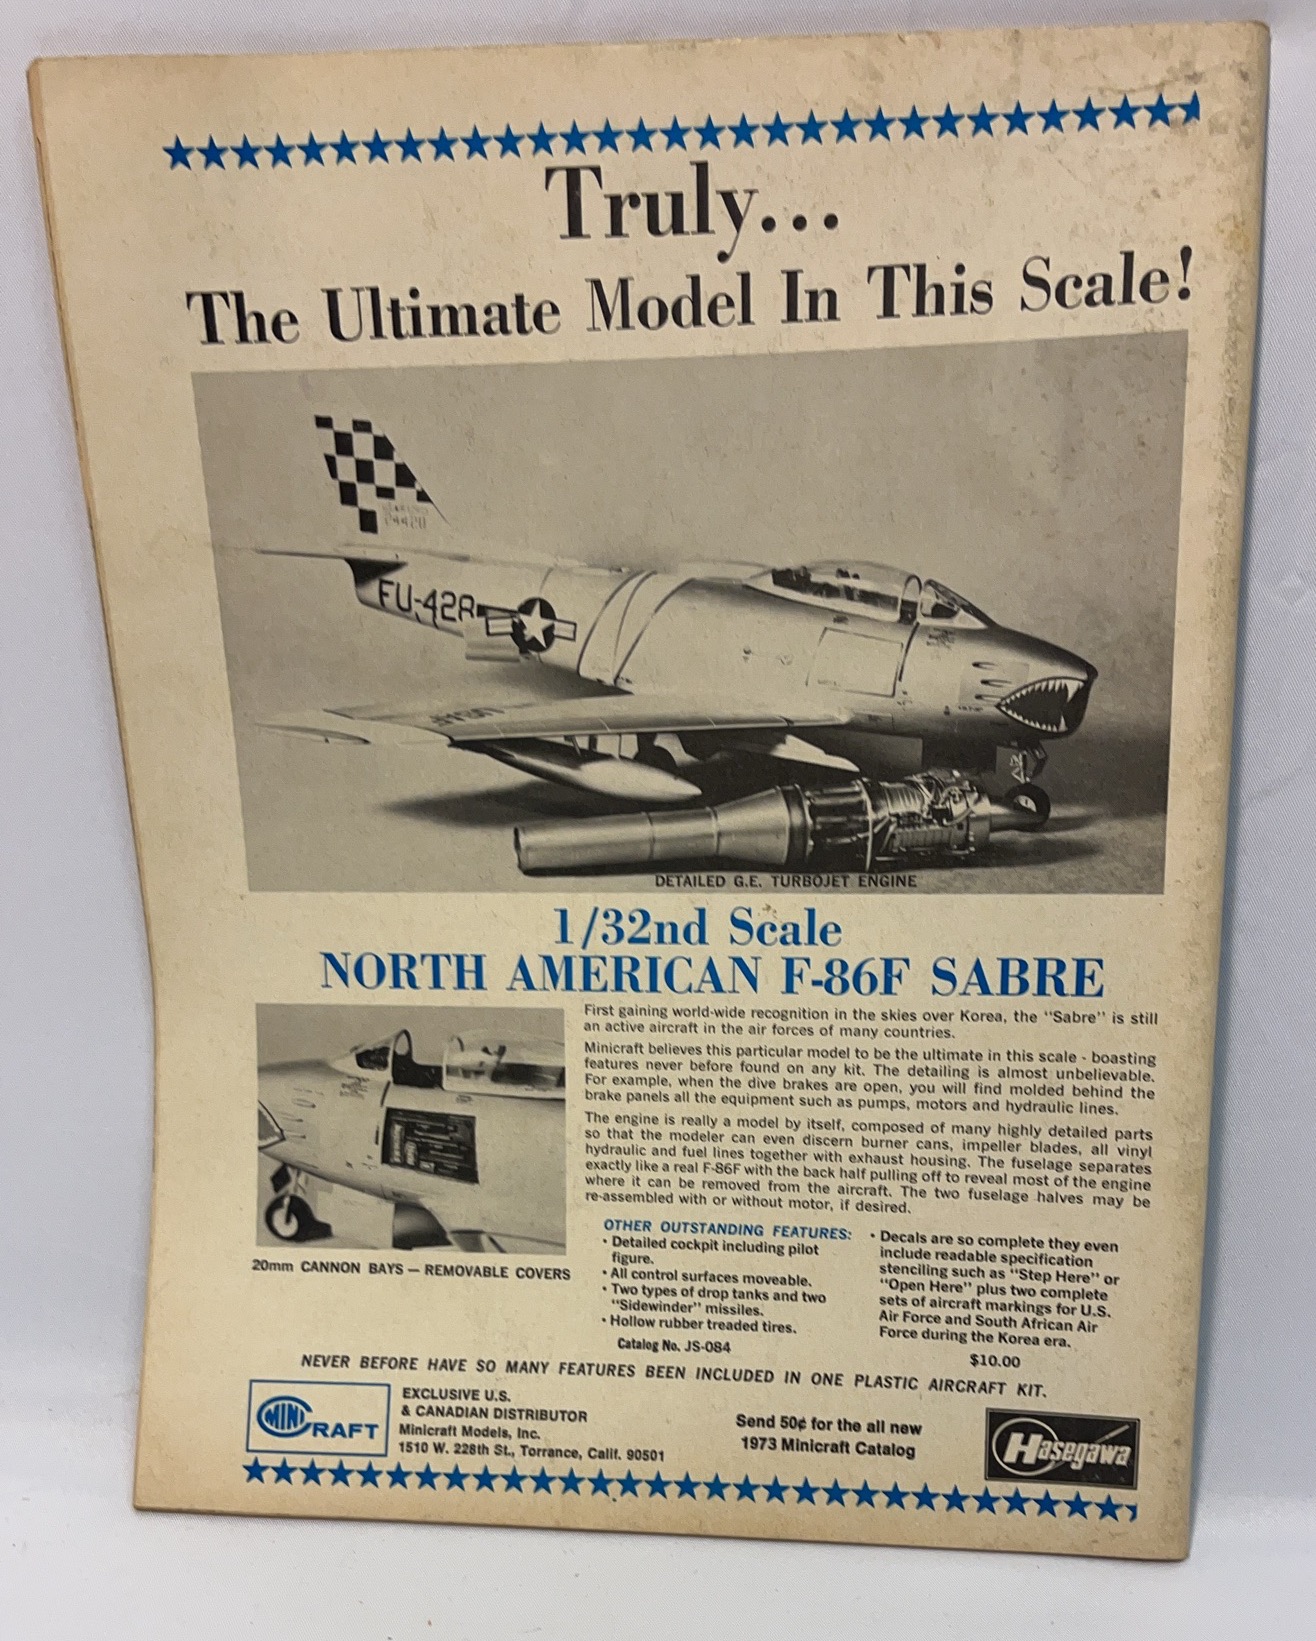 Truly...
The Ultimate Model In This Scale!
FU-428
DETAILED G.E. TURBOJET ENGINE
1/32nd Scale
NORTH AMERICAN F-86F SABRE
First gaining world-wide recognition in the skies over Korea, the "Sabre" is still
an active aircraft in the air forces of many countries.
Minicraft believes this particular model to be the ultimate in this scale - boasting
features never before found on any kit. The detailing is almost unbelievable.
For example, when the dive brakes are open, you will find molded behind the
brake panels all the equipment such as pumps, motors and hydraulic lines.
The engine is really a model by itself, composed of many highly detailed parts
so that the modeler can even discern burner cans, impeller blades, all vinyl
hydraulic and fuel lines together with exhaust housing. The fuselage separates
exactly like a real F-86F with the back half pulling off to reveal most of the engine
where it can be removed from the aircraft. The two fuselage halves may be
re-assembled with or without motor, if desired.
20mm CANNON BAYS — REMOVABLE COVERS
OTHER OUTSTANDING FEATURES:
• Detailed cockpit including pilot
figure.
• All control surfaces moveable.
• Two types of drop tanks and two
"Sidewinder" missiles.
• Hollow rubber treaded tires.
Catalog No. JS-084
• Decals are so complete they even
include readable specification
stenciling such as "Step Here" or
"Open Here" plus two complete
sets of aircraft markings for U.S.
Air Force and South African Air
Force during the Korea era.
$10.00
NEVER BEFORE HAVE SO MANY FEATURES BEEN INCLUDED IN ONE PLASTIC AIRCRAFT KIT.
MINICRAFT
EXCLUSIVE U.S.
& CANADIAN DISTRIBUTOR
Minicraft Models, Inc.
1510 W. 228th St., Torrance, Calif. 90501
Send 50¢ for the all new
1973 Minicraft Catalog
Hasegawa